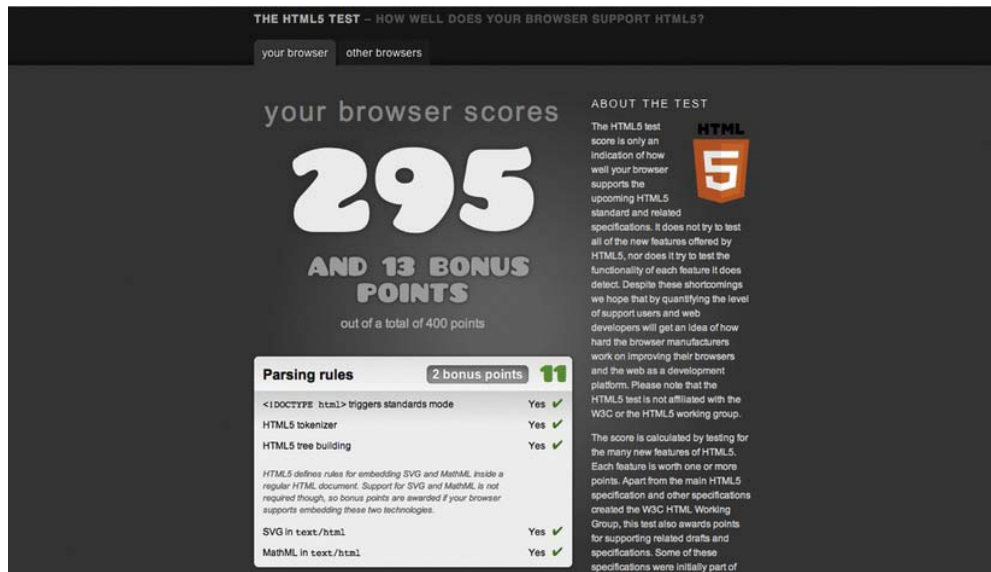 THE HTML5 TEST – HOW WELL DOES YOUR BROWSER SUPPORT HTML5?
your browser other browsers
your browser scores
295
AND 13 BONUS
POINTS
out of a total of 400 points
Parsing rules 2 bonus points 11
<!DOCTYPE html> triggers standards mode Yes ✔
HTML5 tokenizer Yes ✔
HTML5 tree building Yes ✔
HTML5 defines rules for embedding SVG and MathML inside a
regular HTML document. Support for SVG and MathML is not
required though, so bonus points are awarded if your browser
supports embedding these two technologies.
SVG in text/html Yes ✔
MathML in text/html Yes ✔
ABOUT THE TEST
HTML
5
The HTML5 test
score is only an
indication of how
well your browser
supports the
upcoming HTML5
standard and related
specifications. It does not try to test
all of the new features offered by
HTML5, nor does it try to test the
functionality of each feature it does
detect. Despite these shortcomings
we hope that by quantifying the level
of support users and web
developers will get an idea of how
hard the browser manufacturers
work on improving their browsers
and the web as a development
platform. Please note that the
HTML5 test is not affiliated with the
W3C or the HTML5 working group.
The score is calculated by testing for
the many new features of HTML5.
Each feature is worth one or more
points. Apart from the main HTML5
specification and other specifications
created the W3C HTML Working
Group, this test also awards points
for supporting related drafts and
specifications. Some of these
specifications were initially part of